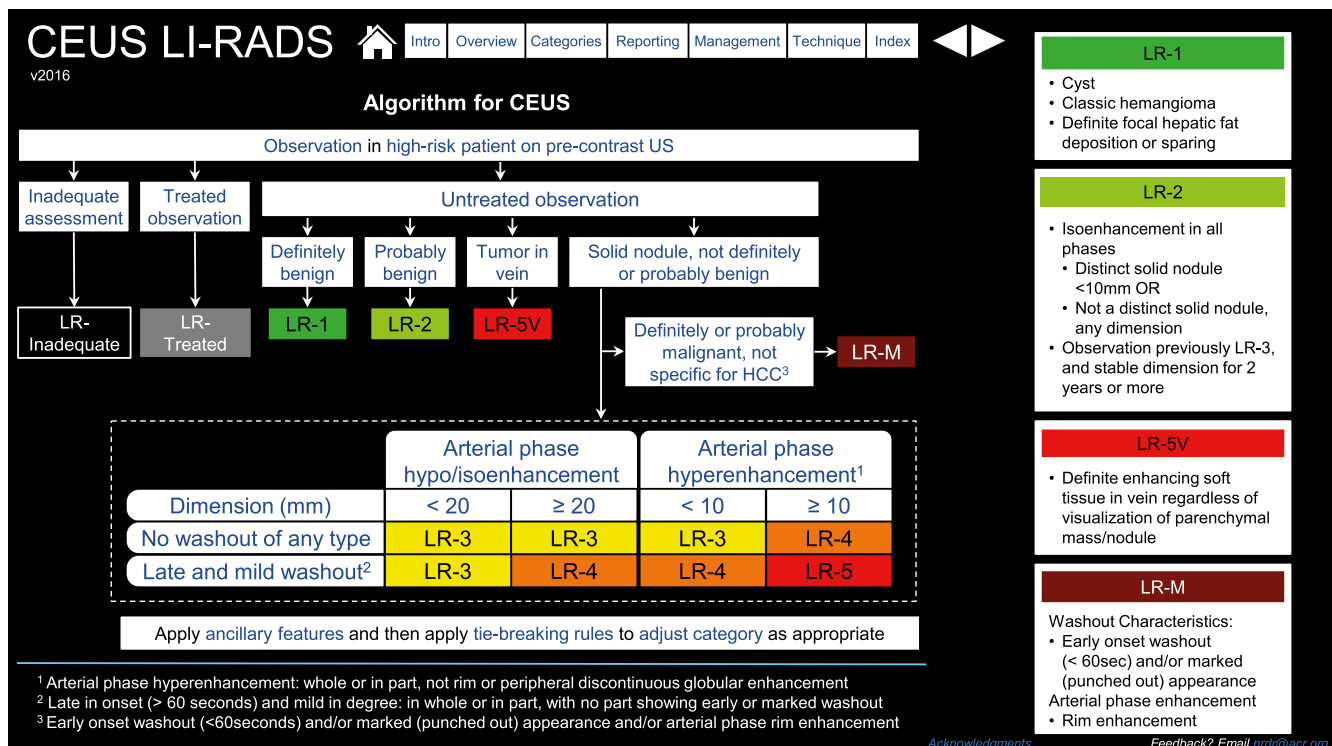 CEUS LI-RADS
v2016
Intro Overview Categories Reporting Management Technique Index
Algorithm for CEUS
Observation in high-risk patient on pre-contrast US
Inadequate
assessment
Treated
observation
Untreated observation
Definitely
benign
Probably
benign
Tumor in
vein
Solid nodule, not definitely
or probably benign
LR-
Inadequate
LR-
Treated
LR-1
LR-2
LR-5V
Definitely or probably
malignant, not
specific for HCC³
LR-M
Arterial phase
hypo/isoenhancement
Arterial phase
hyperenhancement¹
Dimension (mm) < 20 ≥ 20 < 10 ≥ 10
No washout of any type LR-3 LR-3 LR-3 LR-4
Late and mild washout² LR-3 LR-4 LR-4 LR-5
Apply ancillary features and then apply tie-breaking rules to adjust category as appropriate
¹ Arterial phase hyperenhancement: whole or in part, not rim or peripheral discontinuous globular enhancement
² Late in onset (> 60 seconds) and mild in degree: in whole or in part, with no part showing early or marked washout
³ Early onset washout (<60seconds) and/or marked (punched out) appearance and/or arterial phase rim enhancement
LR-1
• Cyst
• Classic hemangioma
• Definite focal hepatic fat
deposition or sparing
LR-2
• Isoenhancement in all
phases
• Distinct solid nodule
<10mm OR
• Not a distinct solid nodule,
any dimension
• Observation previously LR-3,
and stable dimension for 2
years or more
LR-5V
• Definite enhancing soft
tissue in vein regardless of
visualization of parenchymal
mass/nodule
LR-M
Washout Characteristics:
• Early onset washout
(< 60sec) and/or marked
(punched out) appearance
Arterial phase enhancement
• Rim enhancement
Acknowledgments
Feedback? Email nrdr@acr.org